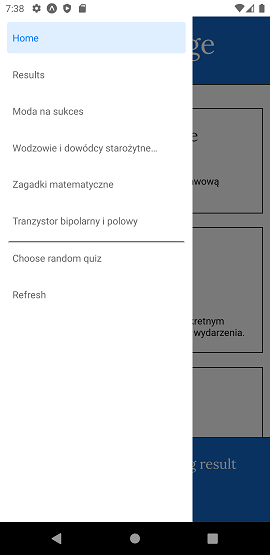 7:38
ge
Home
e
Results
Moda na sukces
Wodzowie i dowódcy starożytne...
Zagadki matematyczne
awową
Tranzystor bipolarny i polowy
Choose random quiz
Refresh
kretnym
wydarzenia.
g result